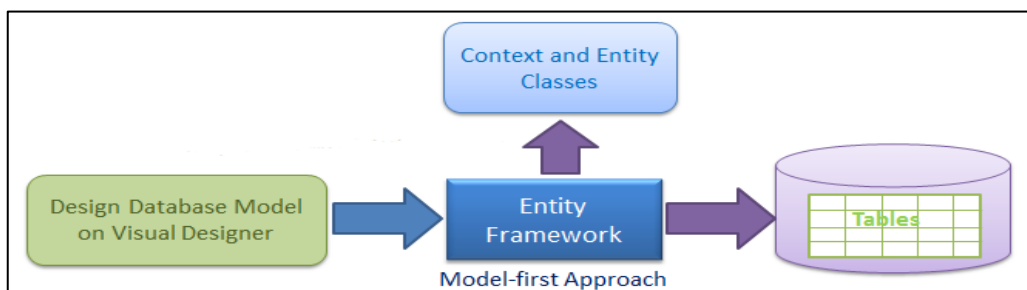 Context and Entity
Classes
Design Database Model
on Visual Designer
Entity
Framework
Tables
Model-first Approach